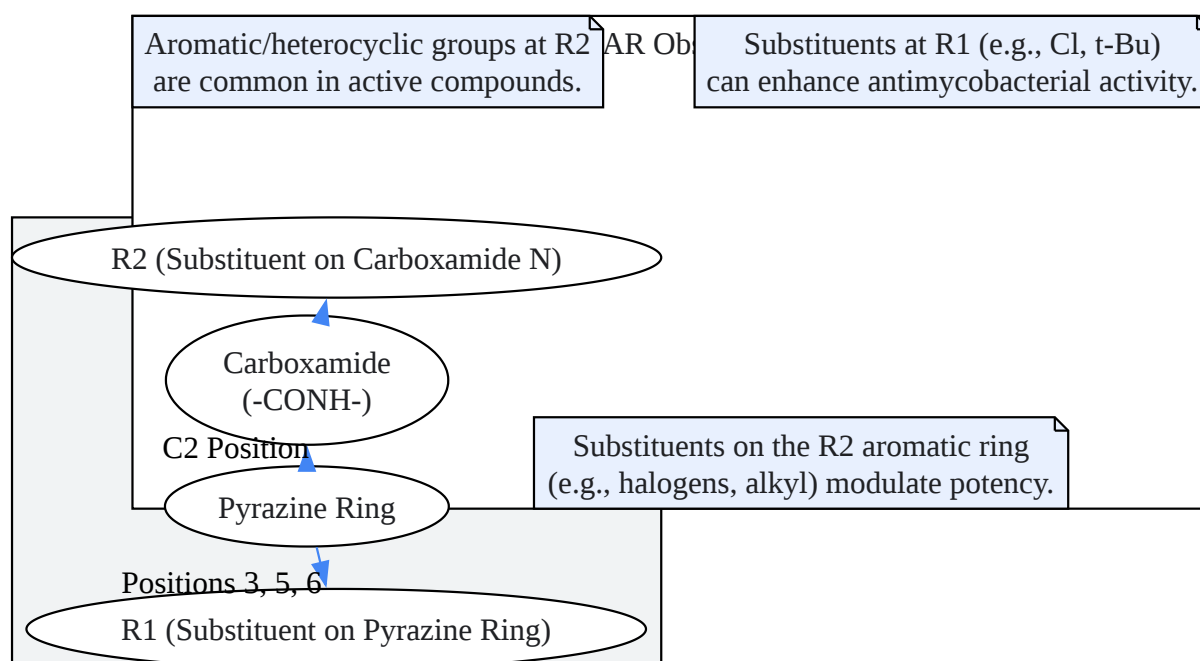 Aromatic/heterocyclic groups at R2
are common in active compounds.
AR Obs
Substituents at R1 (e.g., Cl, t-Bu)
can enhance antimycobacterial activity.
R2 (Substituent on Carboxamide N)
Carboxamide
(-CONH-)
C2 Position
Substituents on the R2 aromatic ring
(e.g., halogens, alkyl) modulate potency.
Pyrazine Ring
Positions 3, 5, 6
R1 (Substituent on Pyrazine Ring)